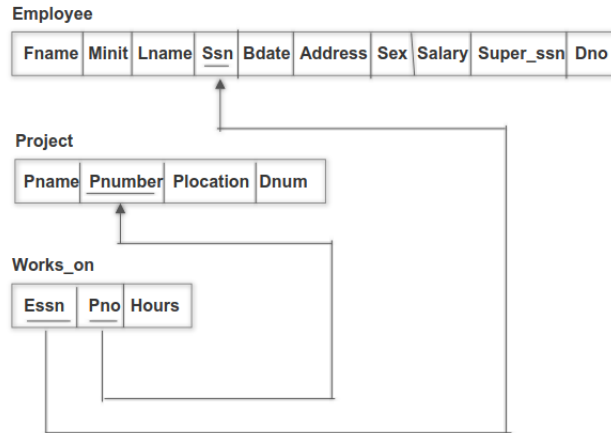 Employee
Fname Minit Lname Ssn Bdate Address Sex Salary Super_ssn Dno
Project
Pname Pnumber Plocation Dnum
Works_on
Essn Pno Hours